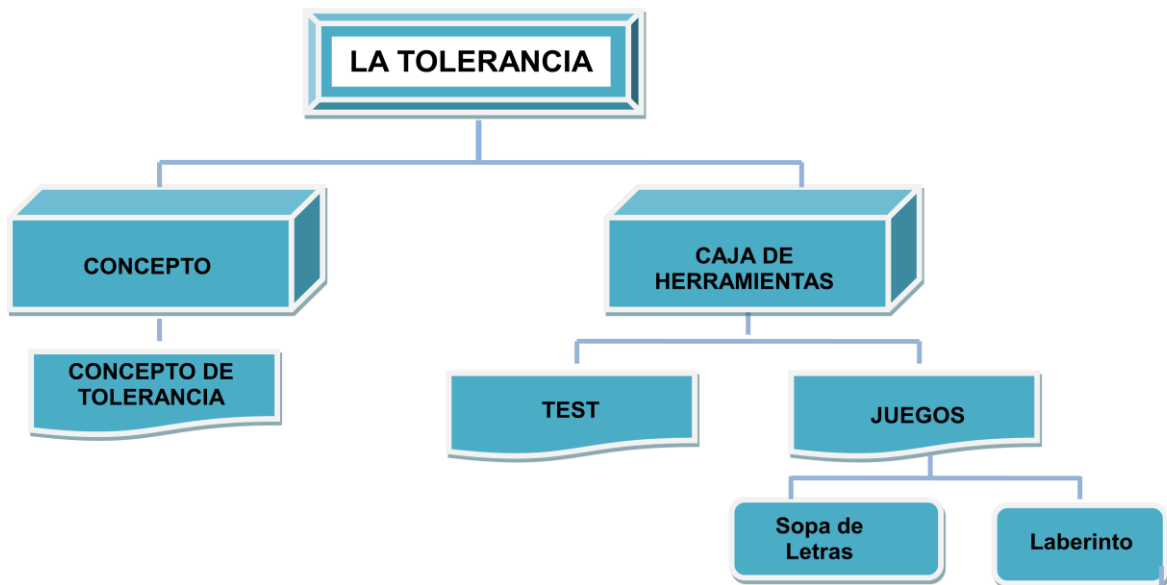 LA TOLERANCIA
CONCEPTO
CAJA DE
HERRAMIENTAS
CONCEPTO DE
TOLERANCIA
TEST
JUEGOS
Sopa de
Letras
Laberinto